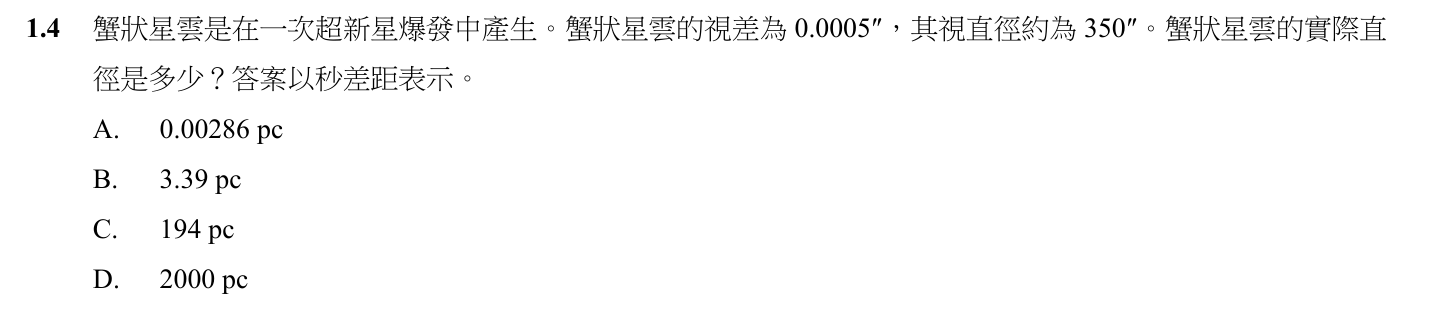 1.4 蟹狀星雲是在一次超新星爆發中產生。蟹狀星雲的視差為 0.0005″，其視直徑約為 350″。蟹狀星雲的實際直
徑是多少？答案以秒差距表示。
A. 0.00286 pc
B. 3.39 pc
C. 194 pc
D. 2000 pc